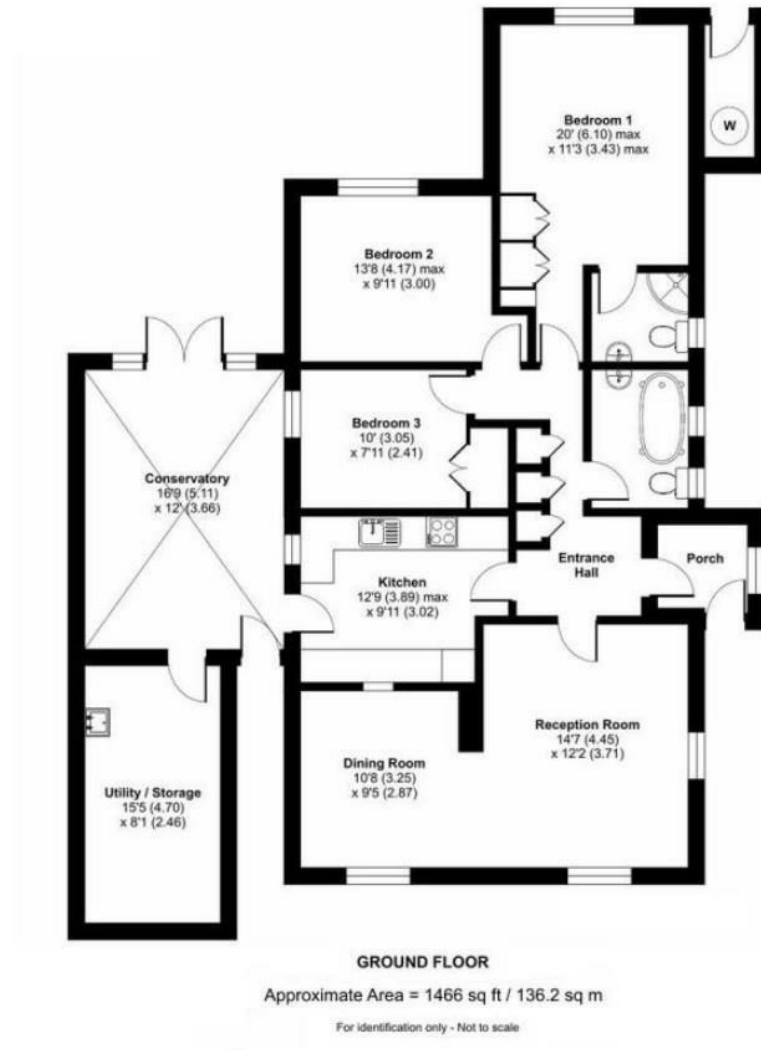 Bedroom 1
20' (6.10) max
x 11'3 (3.43) max
W
Bedroom 2
13'8 (4.17) max
x 9'11 (3.00)
Bedroom 3
10' (3.05)
x 7'11 (2.41)
Conservatory
16'9 (5.11)
x 12' (3.66)
Kitchen
12'9 (3.89) max
x 9'11 (3.02)
Entrance
Hall
Porch
Reception Room
14'7 (4.45)
x 12'2 (3.71)
Dining Room
10'8 (3.25)
x 9'5 (2.87)
Utility / Storage
15'5 (4.70)
x 8'1 (2.46)
GROUND FLOOR
Approximate Area = 1466 sq ft / 136.2 sq m
For identification only - Not to scale